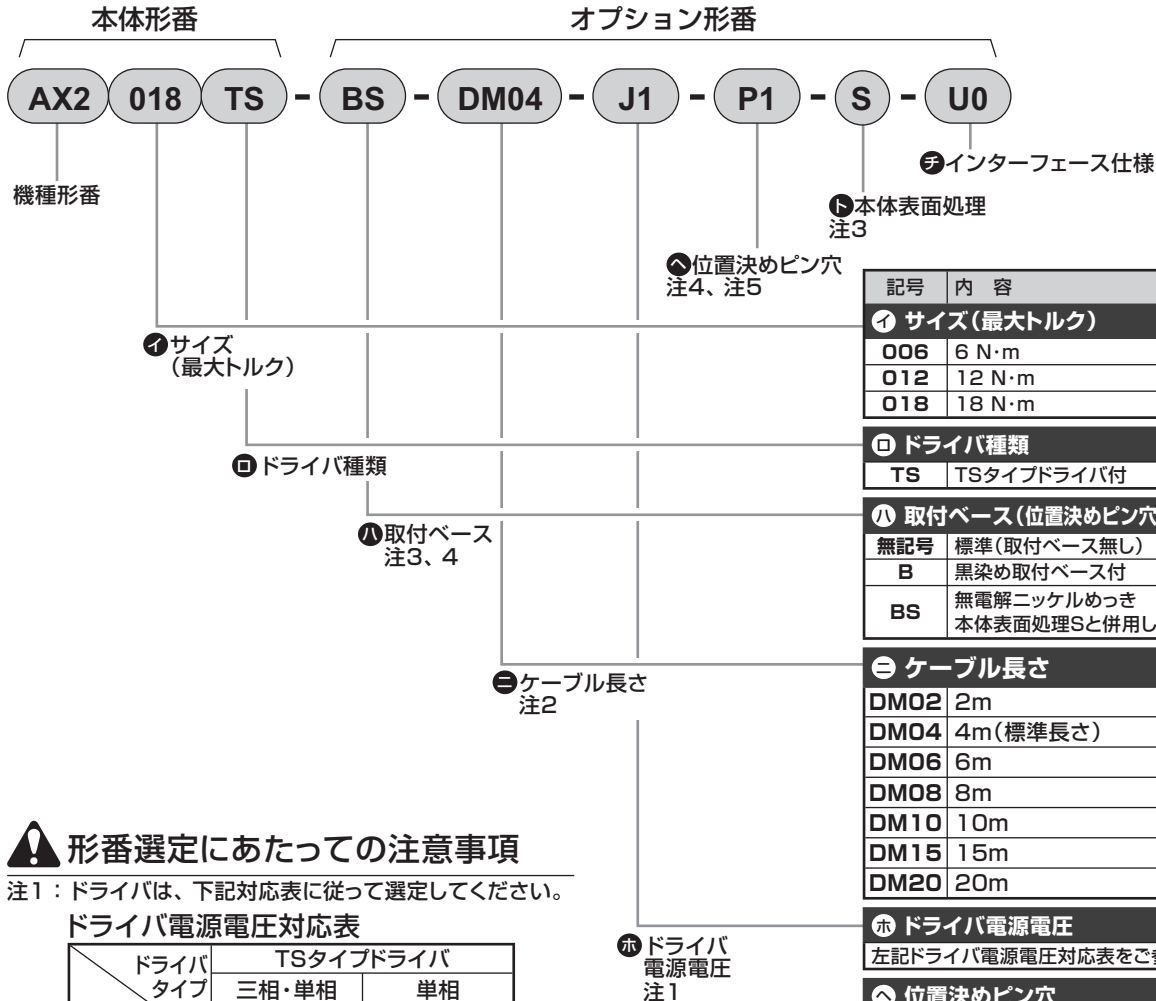 本体形番 オプション形番
AX2 018 TS - BS - DM04 - J1 - P1 - S - U0
機種形番
チ インターフェース仕様
ト 本体表面処理
注3
ヘ 位置決めピン穴
注4、注5
イ サイズ
(最大トルク)
ロ ドライバ種類
ハ 取付ベース
注3、4
ニ ケーブル長さ
注2
ホ ドライバ
電源電圧
注1
記号 内 容
イ サイズ(最大トルク)
006 6 N·m
012 12 N·m
018 18 N·m
ロ ドライバ種類
TS TSタイプドライバ付
ハ 取付ベース(位置決めピン穴
無記号 標準(取付ベース無し)
B 黒染め取付ベース付
BS 無電解ニッケルめっき
本体表面処理Sと併用し
ニ ケーブル長さ
DM02 2m
DM04 4m(標準長さ)
DM06 6m
DM08 8m
DM10 10m
DM15 15m
DM20 20m
ホ ドライバ電源電圧
左記ドライバ電源電圧対応表をご
ヘ 位置決めピン穴
形番選定にあたっての注意事項
注1:ドライバは、下記対応表に従って選定してください。
ドライバ電源電圧対応表
ドライバ
タイプ
TSタイプドライバ
三相・単相 単相